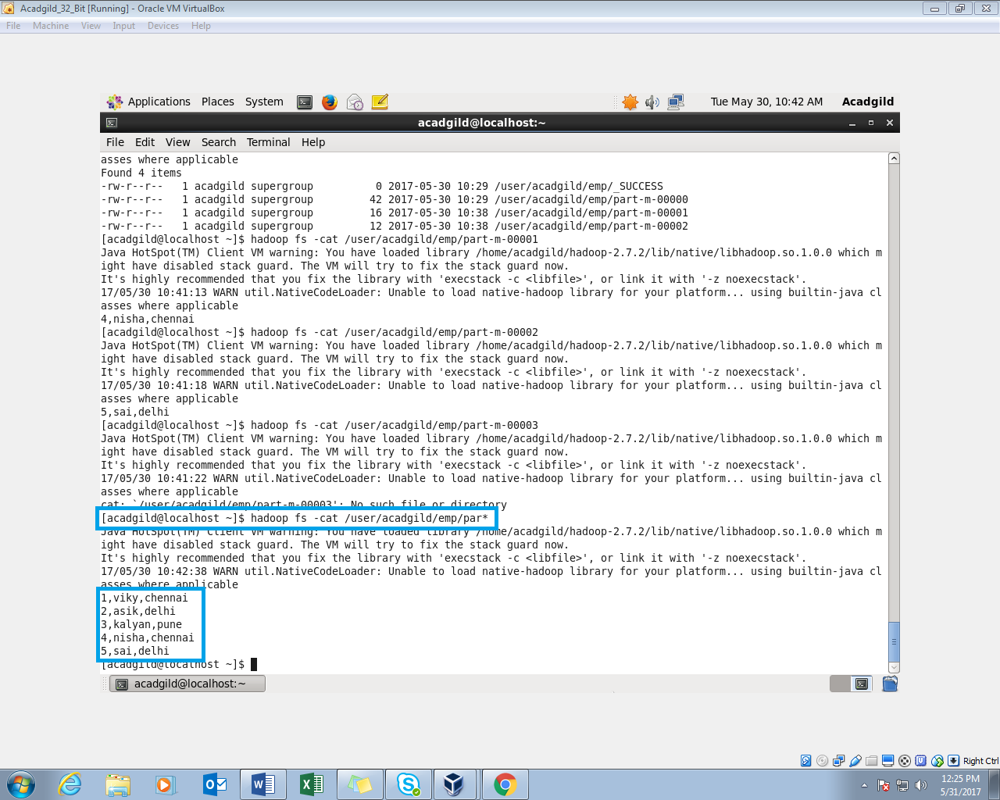 Acadgild_32_Bit [Running] - Oracle VM VirtualBox
File Machine View Input Devices Help
Applications Places System Tue May 30, 10:42 AM Acadgild
acadgild@localhost:~
File Edit View Search Terminal Help
asses where applicable
Found 4 items
-rw-r--r--   1 acadgild supergroup          0 2017-05-30 10:29 /user/acadgild/emp/_SUCCESS
-rw-r--r--   1 acadgild supergroup         42 2017-05-30 10:29 /user/acadgild/emp/part-m-00000
-rw-r--r--   1 acadgild supergroup         16 2017-05-30 10:38 /user/acadgild/emp/part-m-00001
-rw-r--r--   1 acadgild supergroup         12 2017-05-30 10:38 /user/acadgild/emp/part-m-00002
[acadgild@localhost ~]$ hadoop fs -cat /user/acadgild/emp/part-m-00001
Java HotSpot(TM) Client VM warning: You have loaded library /home/acadgild/hadoop-2.7.2/lib/native/libhadoop.so.1.0.0 which m
ight have disabled stack guard. The VM will try to fix the stack guard now.
It's highly recommended that you fix the library with 'execstack -c <libfile>', or link it with '-z noexecstack'.
17/05/30 10:41:13 WARN util.NativeCodeLoader: Unable to load native-hadoop library for your platform... using builtin-java cl
asses where applicable
4,nisha,chennai
[acadgild@localhost ~]$ hadoop fs -cat /user/acadgild/emp/part-m-00002
Java HotSpot(TM) Client VM warning: You have loaded library /home/acadgild/hadoop-2.7.2/lib/native/libhadoop.so.1.0.0 which m
ight have disabled stack guard. The VM will try to fix the stack guard now.
It's highly recommended that you fix the library with 'execstack -c <libfile>', or link it with '-z noexecstack'.
17/05/30 10:41:18 WARN util.NativeCodeLoader: Unable to load native-hadoop library for your platform... using builtin-java cl
asses where applicable
5,sai,delhi
[acadgild@localhost ~]$ hadoop fs -cat /user/acadgild/emp/part-m-00003
Java HotSpot(TM) Client VM warning: You have loaded library /home/acadgild/hadoop-2.7.2/lib/native/libhadoop.so.1.0.0 which m
ight have disabled stack guard. The VM will try to fix the stack guard now.
It's highly recommended that you fix the library with 'execstack -c <libfile>', or link it with '-z noexecstack'.
17/05/30 10:41:22 WARN util.NativeCodeLoader: Unable to load native-hadoop library for your platform... using builtin-java cl
asses where applicable
cat: `/user/acadgild/emp/part-m-00003': No such file or directory
[acadgild@localhost ~]$ hadoop fs -cat /user/acadgild/emp/par*
Java HotSpot(TM) Client VM warning: You have loaded library /home/acadgild/hadoop-2.7.2/lib/native/libhadoop.so.1.0.0 which m
ight have disabled stack guard. The VM will try to fix the stack guard now.
It's highly recommended that you fix the library with 'execstack -c <libfile>', or link it with '-z noexecstack'.
17/05/30 10:42:38 WARN util.NativeCodeLoader: Unable to load native-hadoop library for your platform... using builtin-java cl
asses where applicable
1,viky,chennai
2,asik,delhi
3,kalyan,pune
4,nisha,chennai
5,sai,delhi
[acadgild@localhost ~]$
acadgild@localhost:~
Right Ctrl
12:25 PM
5/31/2017